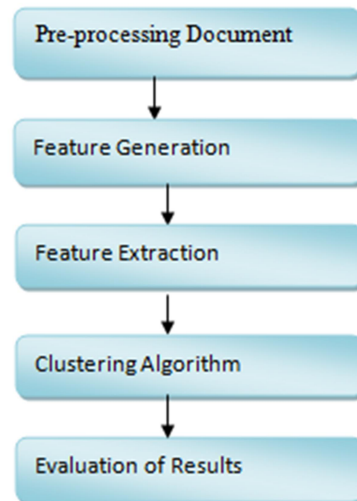 Pre-processing Document
Feature Generation
Feature Extraction
Clustering Algorithm
Evaluation of Results